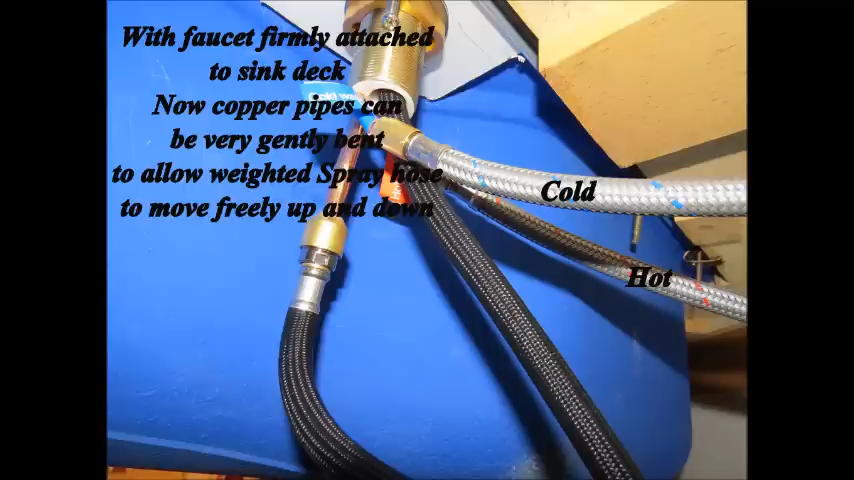 With faucet firmly attached
to sink deck
Now copper pipes can
be very gently bent
to allow weighted Spray hose
to move freely up and down
Cold
Hot